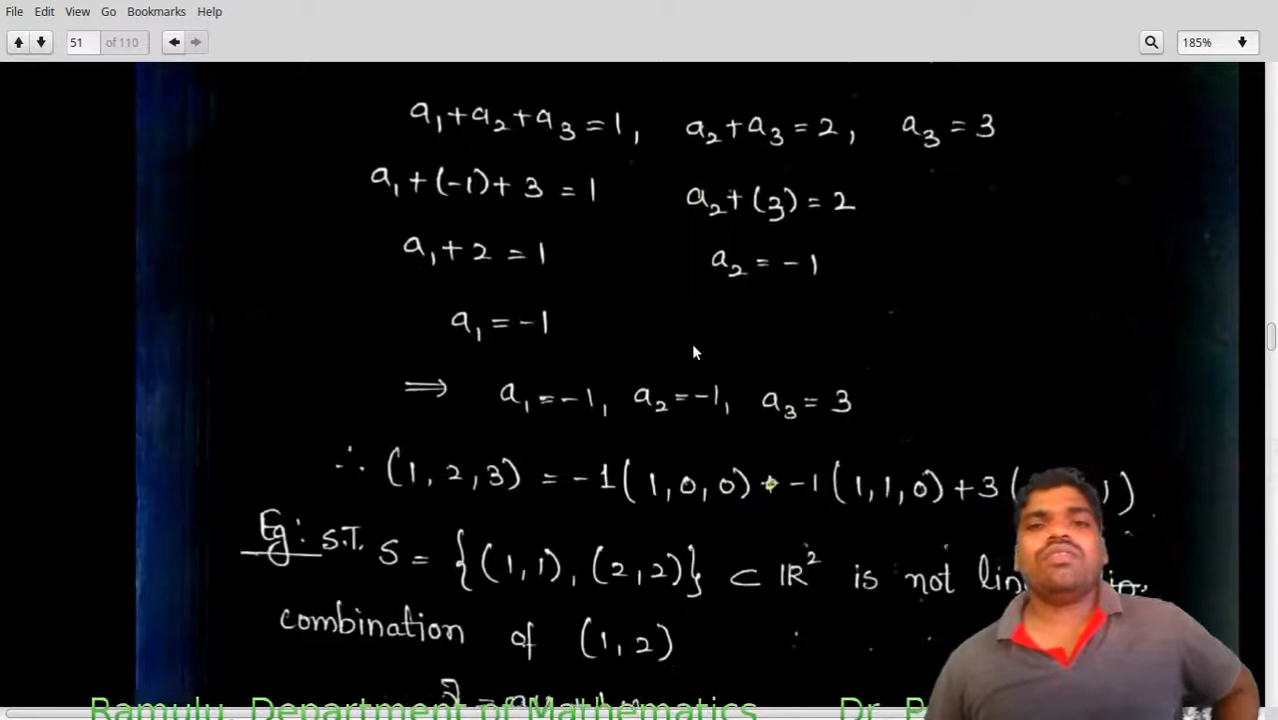 File Edit View Go Bookmarks Help
51 of 110 185%
a₁+a₂+a₃=1, a₂+a₃=2, a₃=3
a₁+(-1)+3=1 a₂+(3)=2
a₁+2=1 a₂=-1
a₁=-1
⟹ a₁=-1, a₂=-1, a₃=3
∴ (1,2,3) = -1(1,0,0) + -1(1,1,0)+3( 1)
Eg: S.T. S = {(1,1),(2,2)} ⊂ ℝ² is not
combination of (1,2)
Ramulu, Department of Mathematics Dr. P